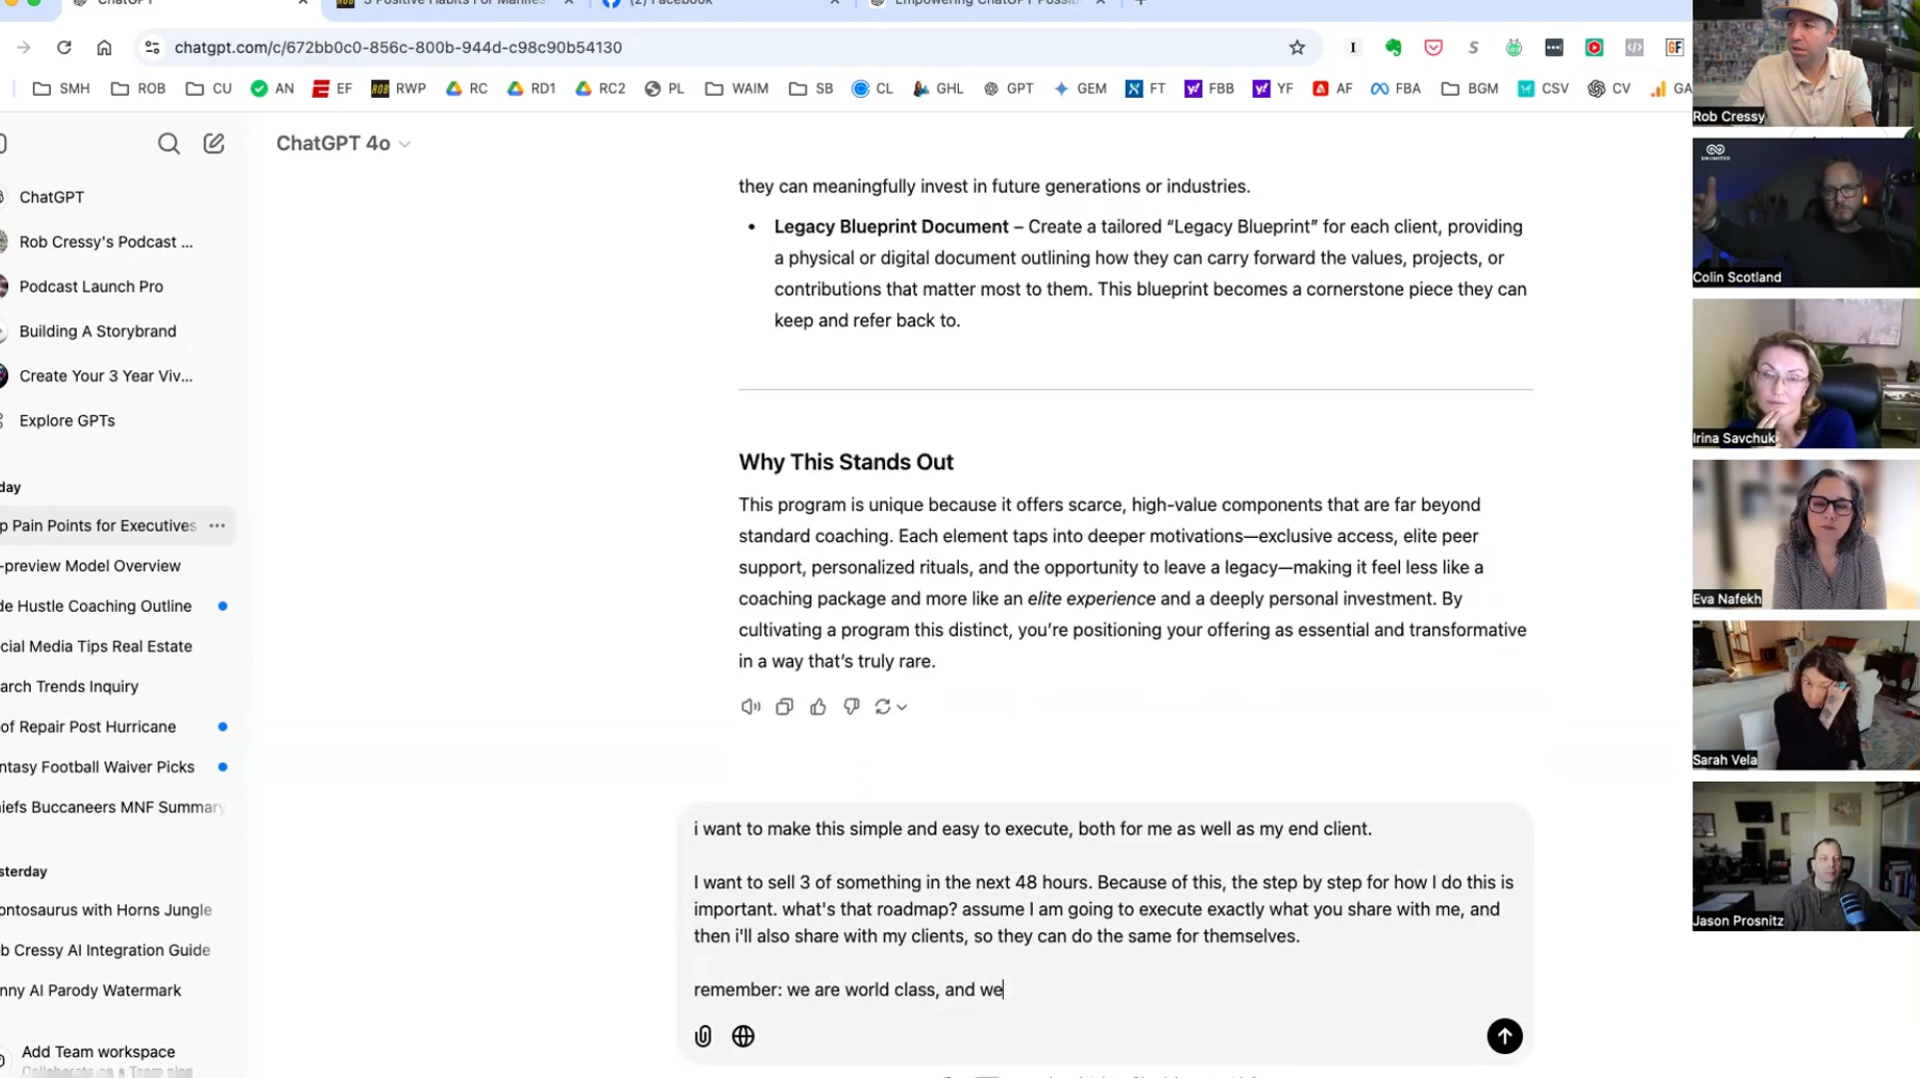 ChatGPT
3 Positive Habits For Manifest
(2) Facebook
Empowering ChatGPT Possib
chatgpt.com/c/672bb0c0-856c-800b-944d-c98c90b54130
SMH ROB CU AN EF RWP RC RD1 RC2 PL WAIM SB CL GHL GPT GEM FT FBB YF AF FBA BGM CSV CV GA
ChatGPT
Rob Cressy's Podcast ...
Podcast Launch Pro
Building A Storybrand
Create Your 3 Year Viv...
Explore GPTs
day
p Pain Points for Executives
-preview Model Overview
de Hustle Coaching Outline
cial Media Tips Real Estate
arch Trends Inquiry
of Repair Post Hurricane
ntasy Football Waiver Picks
iefs Buccaneers MNF Summary
sterday
ontosaurus with Horns Jungle
b Cressy AI Integration Guide
nny AI Parody Watermark
Add Team workspace
ChatGPT 4o
they can meaningfully invest in future generations or industries.
• Legacy Blueprint Document – Create a tailored “Legacy Blueprint” for each client, providing
a physical or digital document outlining how they can carry forward the values, projects, or
contributions that matter most to them. This blueprint becomes a cornerstone piece they can
keep and refer back to.
Why This Stands Out
This program is unique because it offers scarce, high-value components that are far beyond
standard coaching. Each element taps into deeper motivations—exclusive access, elite peer
support, personalized rituals, and the opportunity to leave a legacy—making it feel less like a
coaching package and more like an elite experience and a deeply personal investment. By
cultivating a program this distinct, you’re positioning your offering as essential and transformative
in a way that’s truly rare.
i want to make this simple and easy to execute, both for me as well as my end client.
I want to sell 3 of something in the next 48 hours. Because of this, the step by step for how I do this is
important. what's that roadmap? assume I am going to execute exactly what you share with me, and
then i'll also share with my clients, so they can do the same for themselves.
remember: we are world class, and we
Rob Cressy
UNLIMITED
Colin Scotland
Irina Savchuk
Eva Nafekh
Sarah Vela
Jason Prosnitz